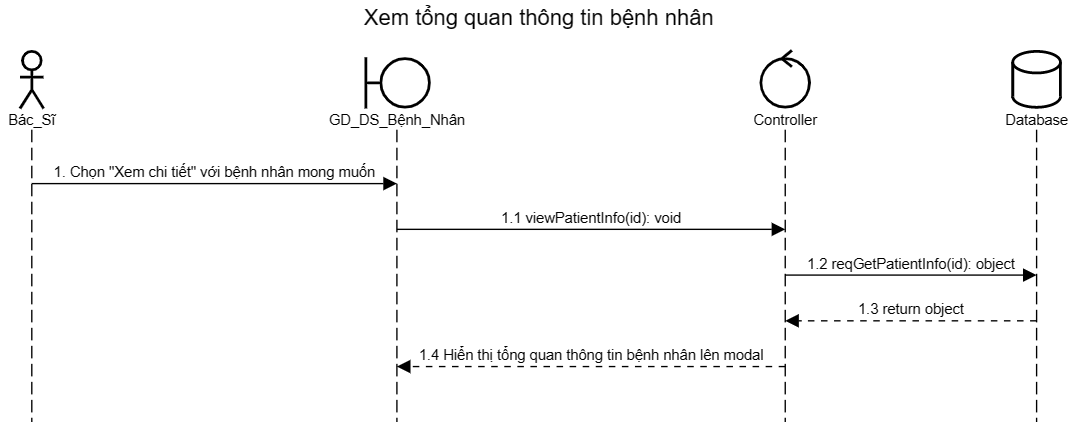 Xem tổng quan thông tin bệnh nhân
Bác_Sĩ
GD_DS_Bệnh_Nhân
Controller
Database
1. Chọn "Xem chi tiết" với bệnh nhân mong muốn
1.1 viewPatientInfo(id): void
1.2 reqGetPatientInfo(id): object
1.3 return object
1.4 Hiển thị tổng quan thông tin bệnh nhân lên modal